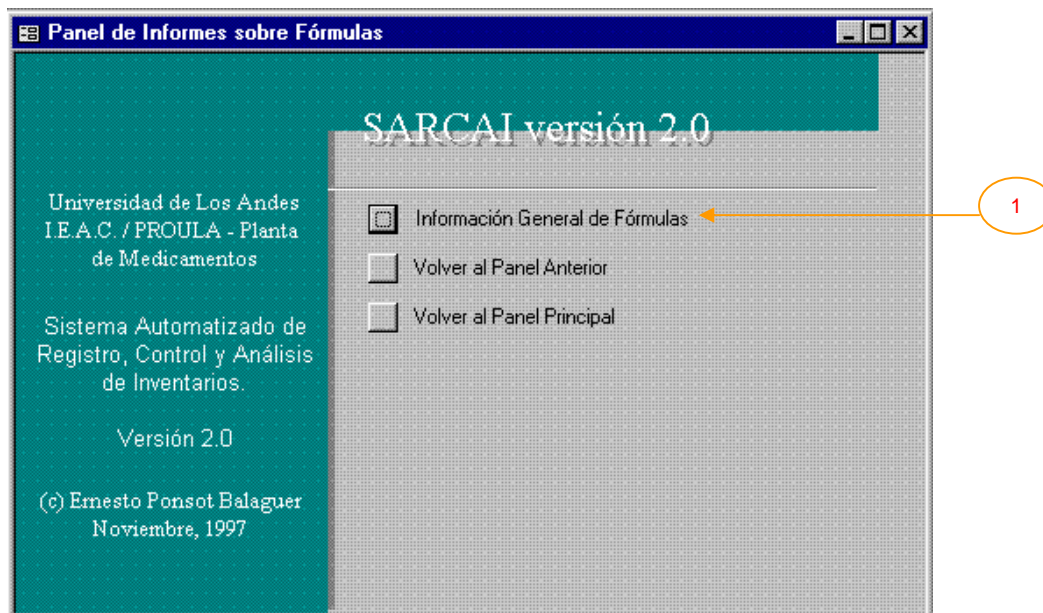 Panel de Informes sobre Fórmulas
SARCAI versión 2.0
Universidad de Los Andes
I.E.A.C. / PROULA - Planta
de Medicamentos
Sistema Automatizado de
Registro, Control y Análisis
de Inventarios.
Versión 2.0
(c) Ernesto Ponsot Balaguer
Noviembre, 1997
Información General de Fórmulas
Volver al Panel Anterior
Volver al Panel Principal
1